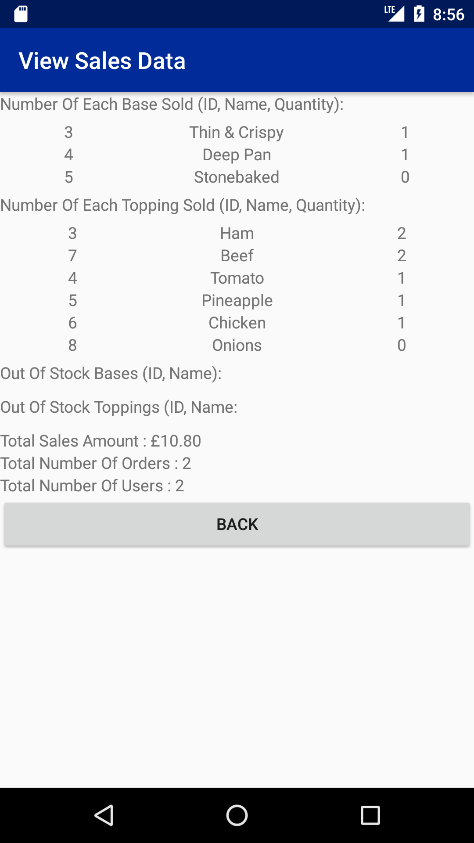 LTE 8:56
View Sales Data
Number Of Each Base Sold (ID, Name, Quantity):
3 Thin & Crispy 1
4 Deep Pan 1
5 Stonebaked 0
Number Of Each Topping Sold (ID, Name, Quantity):
3 Ham 2
7 Beef 2
4 Tomato 1
5 Pineapple 1
6 Chicken 1
8 Onions 0
Out Of Stock Bases (ID, Name):
Out Of Stock Toppings (ID, Name:
Total Sales Amount : £10.80
Total Number Of Orders : 2
Total Number Of Users : 2
BACK